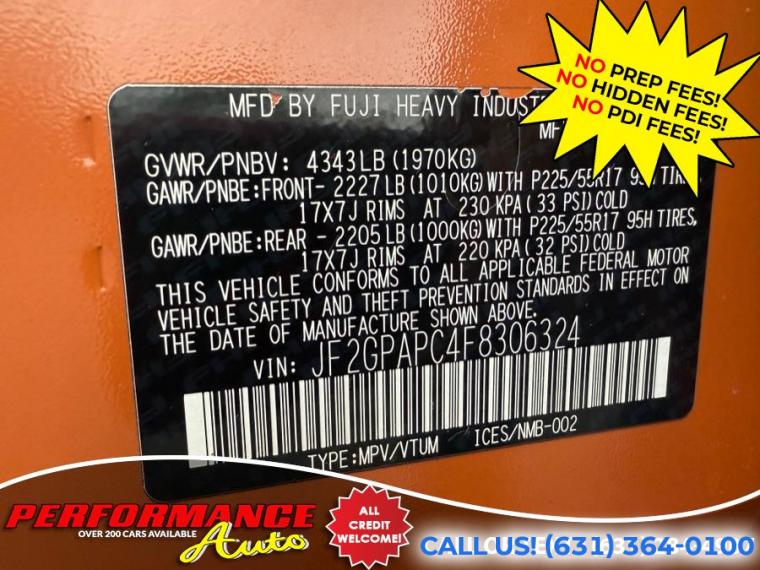 NO PREP FEES!
NO HIDDEN FEES!
NO PDI FEES!
MFD BY FUJI HEAVY
GVWR/PNBV: 4343LB (1970KG)
GAWR/PNBE:FRONT- 2227LB (1010KG)WITH P225/55R17 95H TIRES,
17X7J RIMS AT 230 KPA (33 PSI)COLD
GAWR/PNBE:REAR - 2205LB (1000KG)WITH P225/55R17 95H TIRES,
17X7J RIMS AT 220 KPA (32 PSI)COLD
THIS VEHICLE CONFORMS TO ALL APPLICABLE FEDERAL MOTOR
VEHICLE SAFETY AND THEFT PREVENTION STANDARDS IN EFFECT ON
THE DATE OF MANUFACTURE SHOWN ABOVE.
VIN: JF2GPAPC4F8306324
TYPE:MPV/VTUM ICES/NMB-002
PERFORMANCE
OVER 200 CARS AVAILABLE
Auto
ALL
CREDIT
WELCOME!
CALL US! (631) 364-0100